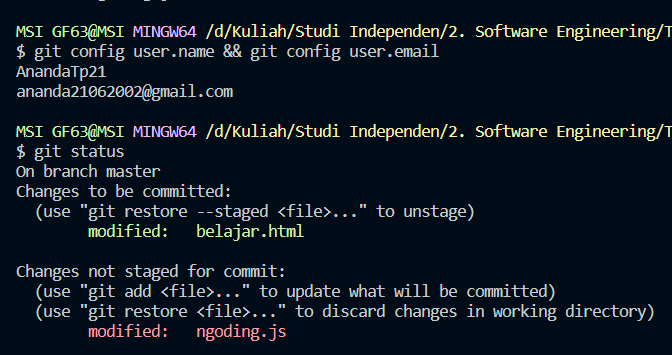 MSI GF63@MSI MINGW64 /d/Kuliah/Studi Independen/2. Software Engineering/T
$ git config user.name && git config user.email
AnandaTp21
ananda21062002@gmail.com
MSI GF63@MSI MINGW64 /d/Kuliah/Studi Independen/2. Software Engineering/T
$ git status
On branch master
Changes to be committed:
  (use "git restore --staged <file>..." to unstage)
        modified:   belajar.html
Changes not staged for commit:
  (use "git add <file>..." to update what will be committed)
  (use "git restore <file>..." to discard changes in working directory)
        modified:   ngoding.js